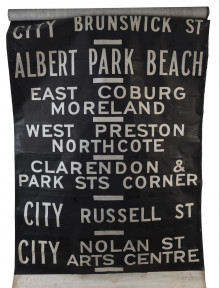 CITY BRUNSWICK ST
ALBERT PARK BEACH
EAST COBURG
MORELAND
WEST PRESTON
NORTHCOTE
CLARENDON &
PARK STS CORNER
CITY RUSSELL ST
CITY NOLAN ST
ARTS CENTRE